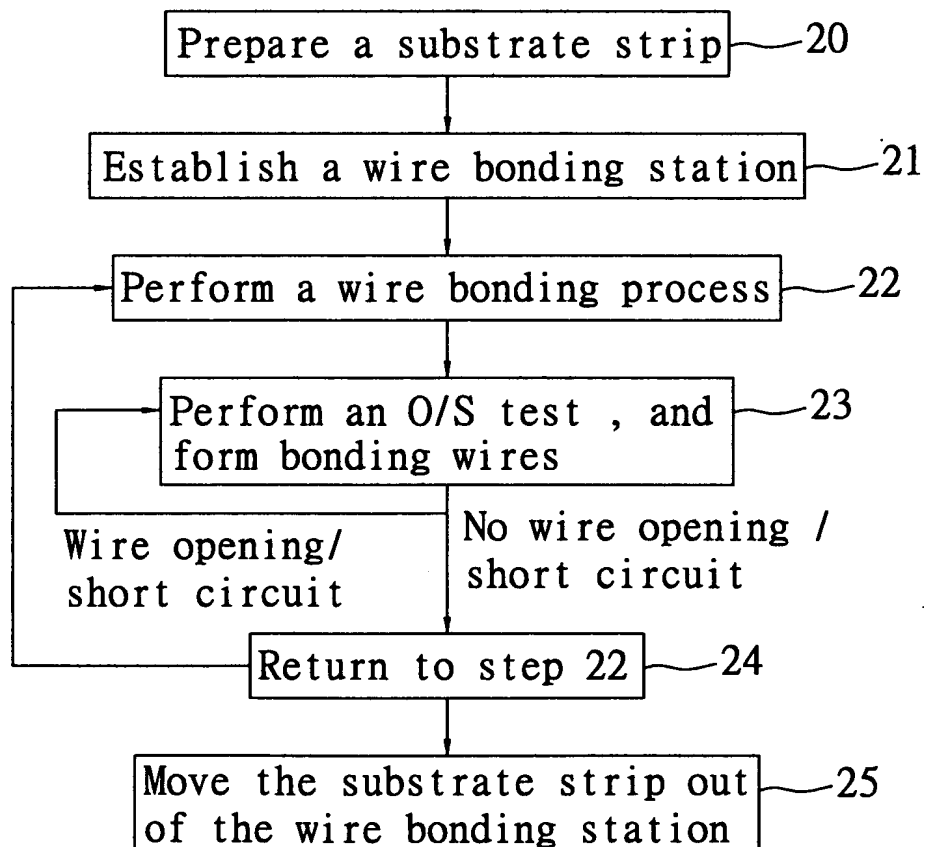 Prepare a substrate strip 20
Establish a wire bonding station 21
Perform a wire bonding process 22
Perform an O/S test , and 23
form bonding wires
Wire opening/
short circuit
No wire opening /
short circuit
Return to step 22 24
Move the substrate strip out 25
of the wire bonding station